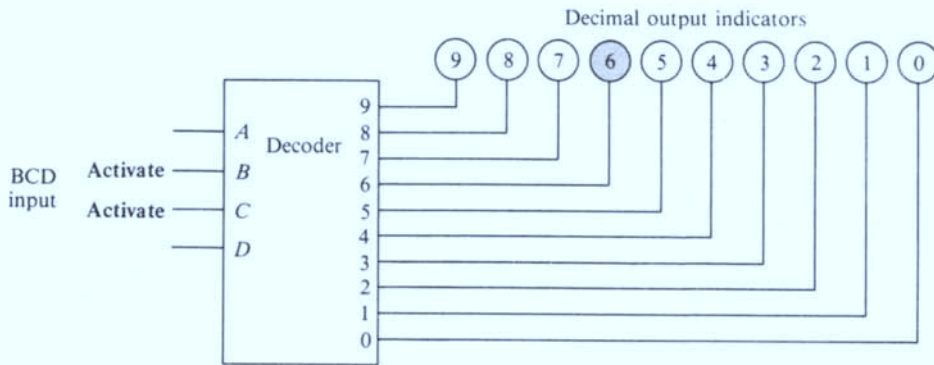 Decimal output indicators
9 8 7 6 5 4 3 2 1 0
9
A Decoder 8
7
BCD input Activate B
6
Activate C 5
4
D
3
2
1
0